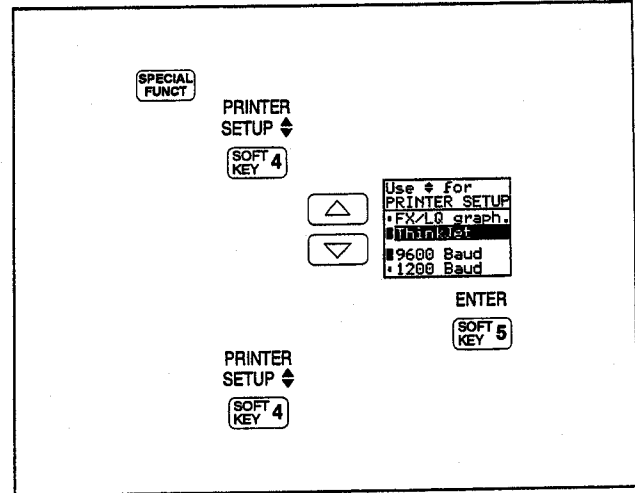 SPECIAL
FUNCT
PRINTER
SETUP
SOFT
KEY 4
Use ⬍ for
PRINTER SETUP
FX/LQ graph.
ThinkJet
9600 Baud
1200 Baud
ENTER
SOFT
KEY 5
PRINTER
SETUP
SOFT
KEY 4